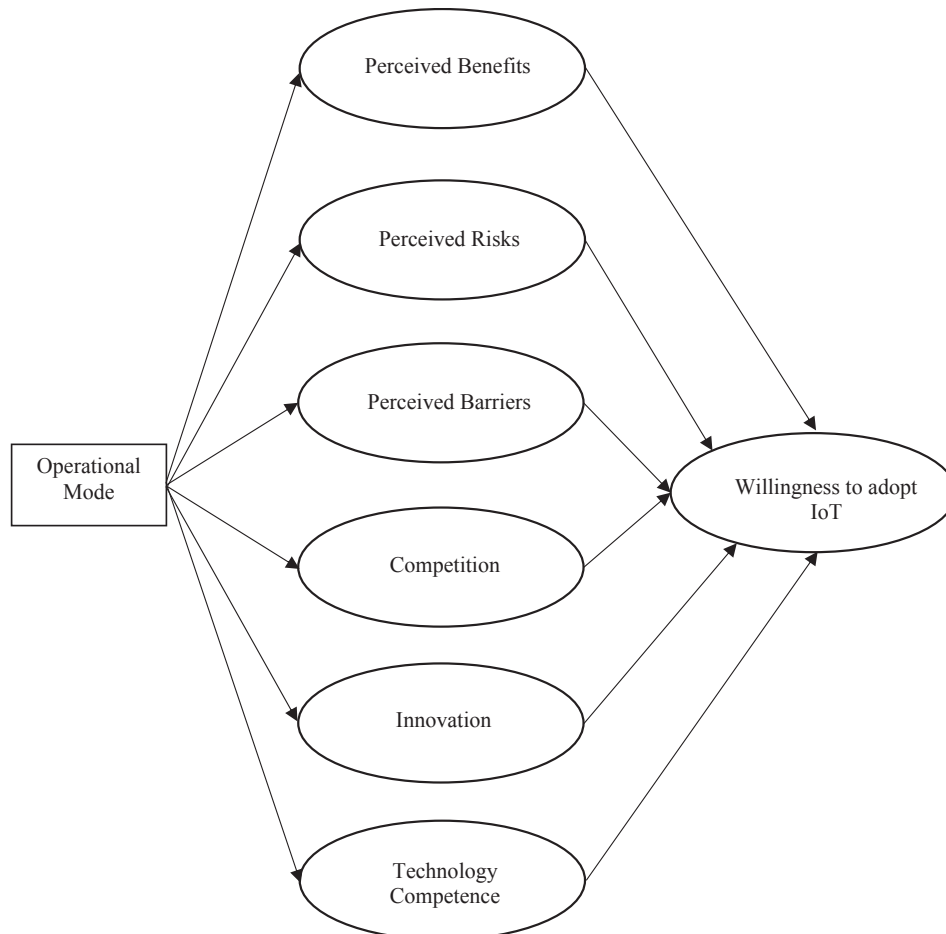 Perceived Benefits
Perceived Risks
Perceived Barriers
Operational
Mode
Willingness to adopt
IoT
Competition
Innovation
Technology
Competence